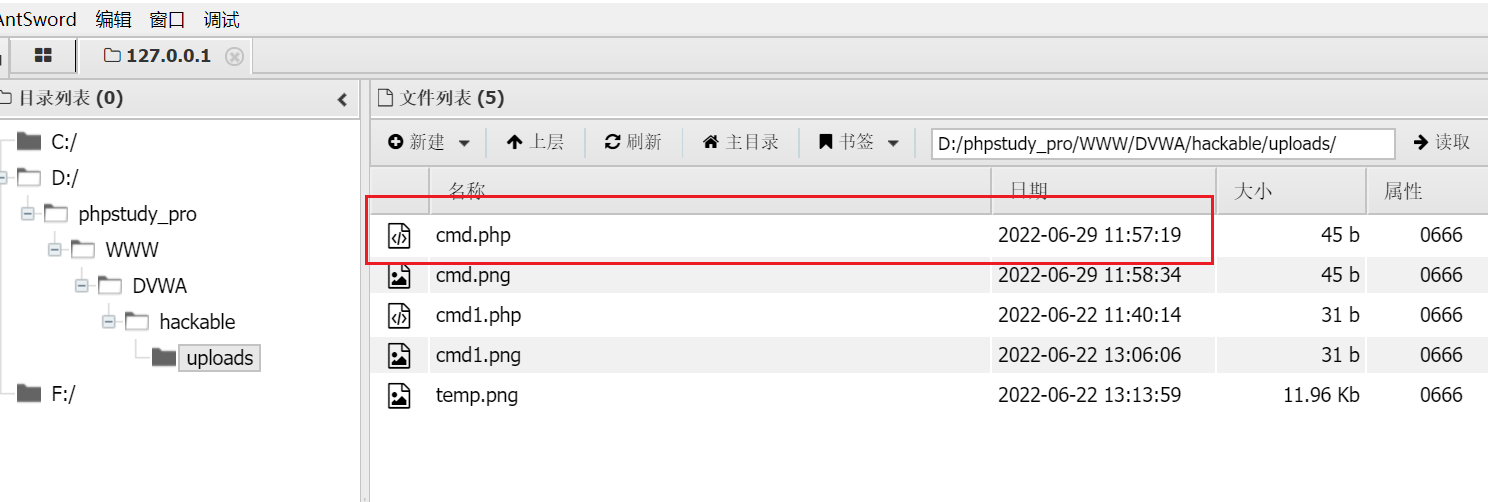 AntSword 编辑 窗口 调试
127.0.0.1
目录列表 (0)
C:/
D:/
phpstudy_pro
WWW
DVWA
hackable
uploads
F:/
文件列表 (5)
新建 上层 刷新 主目录 书签 D:/phpstudy_pro/WWW/DVWA/hackable/uploads/ 读取
名称 日期 大小 属性
cmd.php 2022-06-29 11:57:19 45 b 0666
cmd.png 2022-06-29 11:58:34 45 b 0666
cmd1.php 2022-06-22 11:40:14 31 b 0666
cmd1.png 2022-06-22 13:06:06 31 b 0666
temp.png 2022-06-22 13:13:59 11.96 Kb 0666